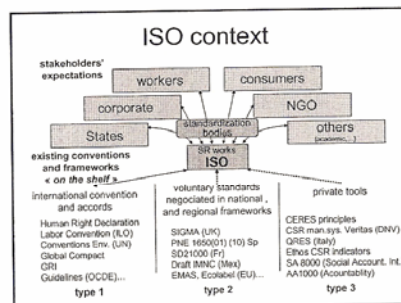 ISO context
stakeholders'
expectations
workers
consumers
corporate
NGO
standardization
bodies
States
others
(academic,...)
existing conventions
and frameworks
« on the shelf »
SR works
ISO
international convention
and accords
Human Right Declaration
Labor Convention (ILO)
Conventions Env. (UN)
Global Compact
GRI
Guidelines (OCDE)...
type 1
voluntary standards
negociated in national ,
and regional frameworks
SIGMA (UK)
PNE 1650(01) (10) Sp
SD21000 (Fr)
Draft IMNC (Mex)
EMAS, Ecolabel (EU)...
type 2
private tools
CERES principles
CSR man.sys. Veritas (DNV)
QRES (Italy)
Ethos CSR indicators
SA 8000 (Social Account. Int.
AA1000 (Acountablity)
type 3